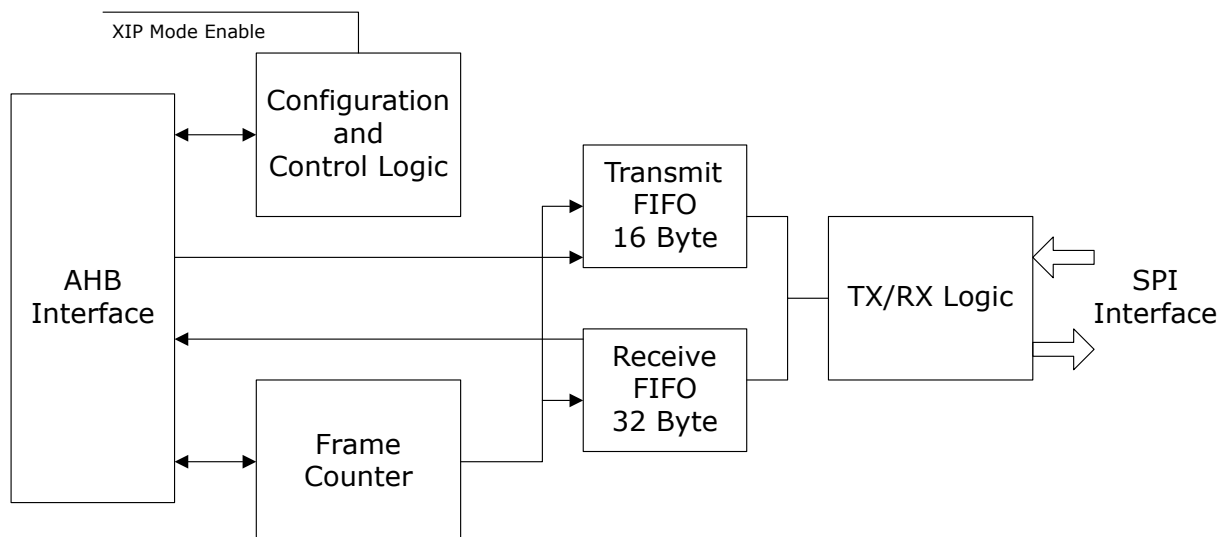 XIP Mode Enable
Configuration
and
Control Logic
AHB
Interface
Transmit
FIFO
16 Byte
TX/RX Logic
SPI
Interface
Receive
FIFO
32 Byte
Frame
Counter